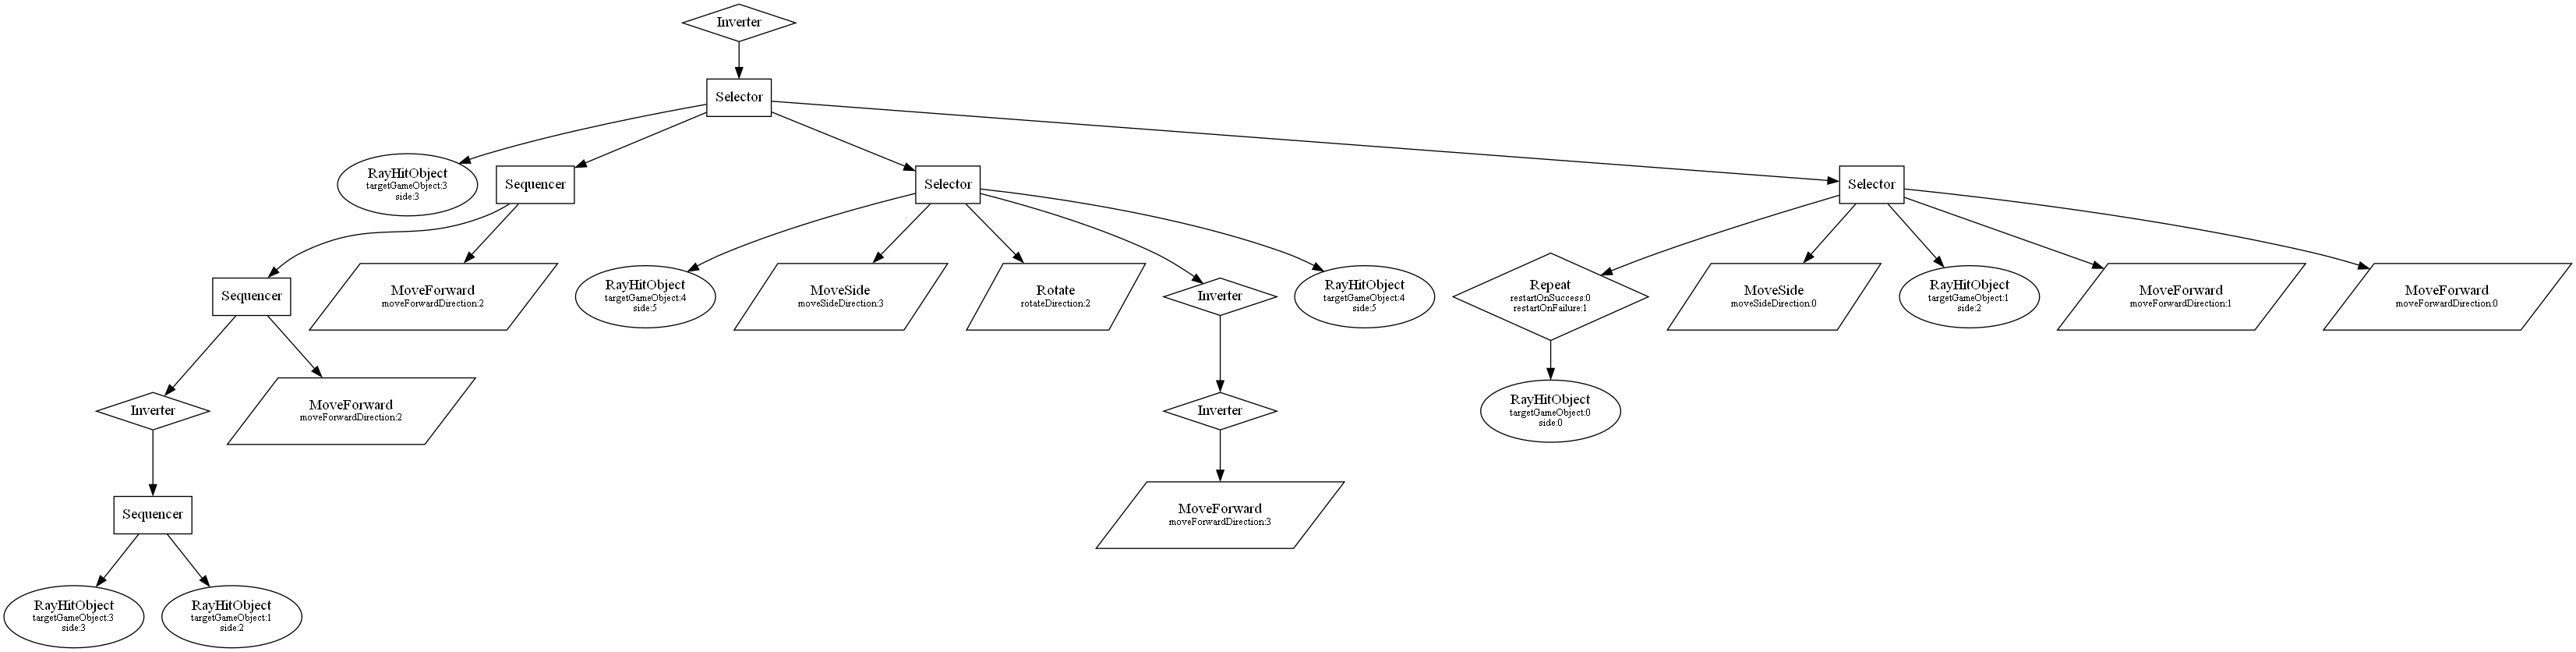 Inverter
Selector
RayHitObject
targetGameObject:3
side:3
Sequencer
Selector
Selector
Sequencer
MoveForward
moveForwardDirection:2
RayHitObject
targetGameObject:4
side:5
MoveSide
moveSideDirection:3
Rotate
rotateDirection:2
Inverter
RayHitObject
targetGameObject:4
side:5
Repeat
restartOnSuccess:0
restartOnFailure:1
MoveSide
moveSideDirection:0
RayHitObject
targetGameObject:1
side:2
MoveForward
moveForwardDirection:1
MoveForward
moveForwardDirection:0
Inverter
MoveForward
moveForwardDirection:2
Inverter
RayHitObject
targetGameObject:0
side:0
Sequencer
MoveForward
moveForwardDirection:3
RayHitObject
targetGameObject:3
side:3
RayHitObject
targetGameObject:1
side:2